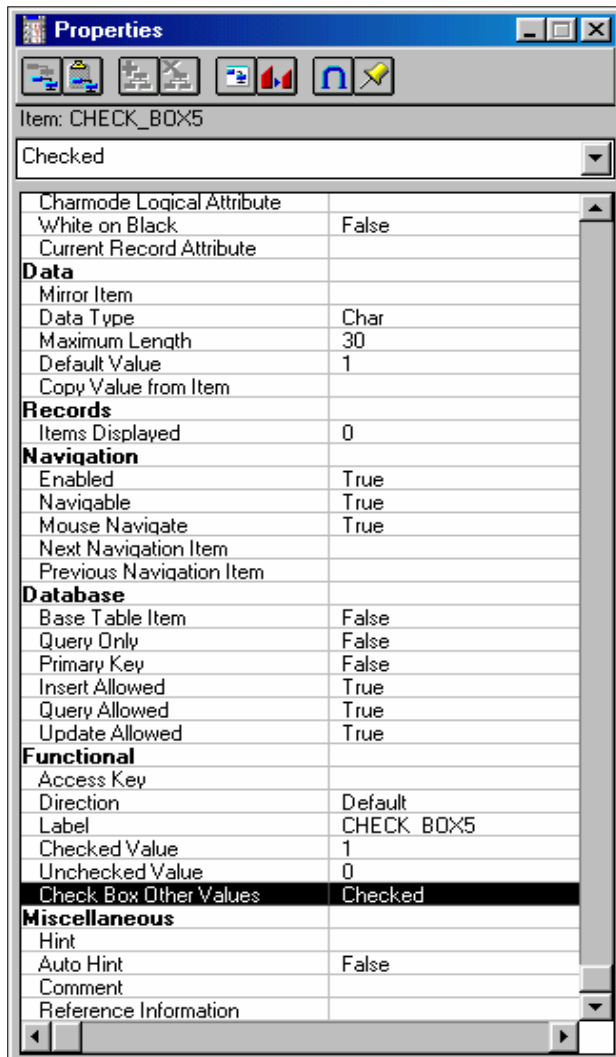 Properties
Item: CHECK_BOX5
Checked
Charmode Logical Attribute
White on Black False
Current Record Attribute
Data
Mirror Item
Data Type Char
Maximum Length 30
Default Value 1
Copy Value from Item
Records
Items Displayed 0
Navigation
Enabled True
Navigable True
Mouse Navigate True
Next Navigation Item
Previous Navigation Item
Database
Base Table Item False
Query Only False
Primary Key False
Insert Allowed True
Query Allowed True
Update Allowed True
Functional
Access Key
Direction Default
Label CHECK_BOX5
Checked Value 1
Unchecked Value 0
Check Box Other Values Checked
Miscellaneous
Hint
Auto Hint False
Comment
Reference Information